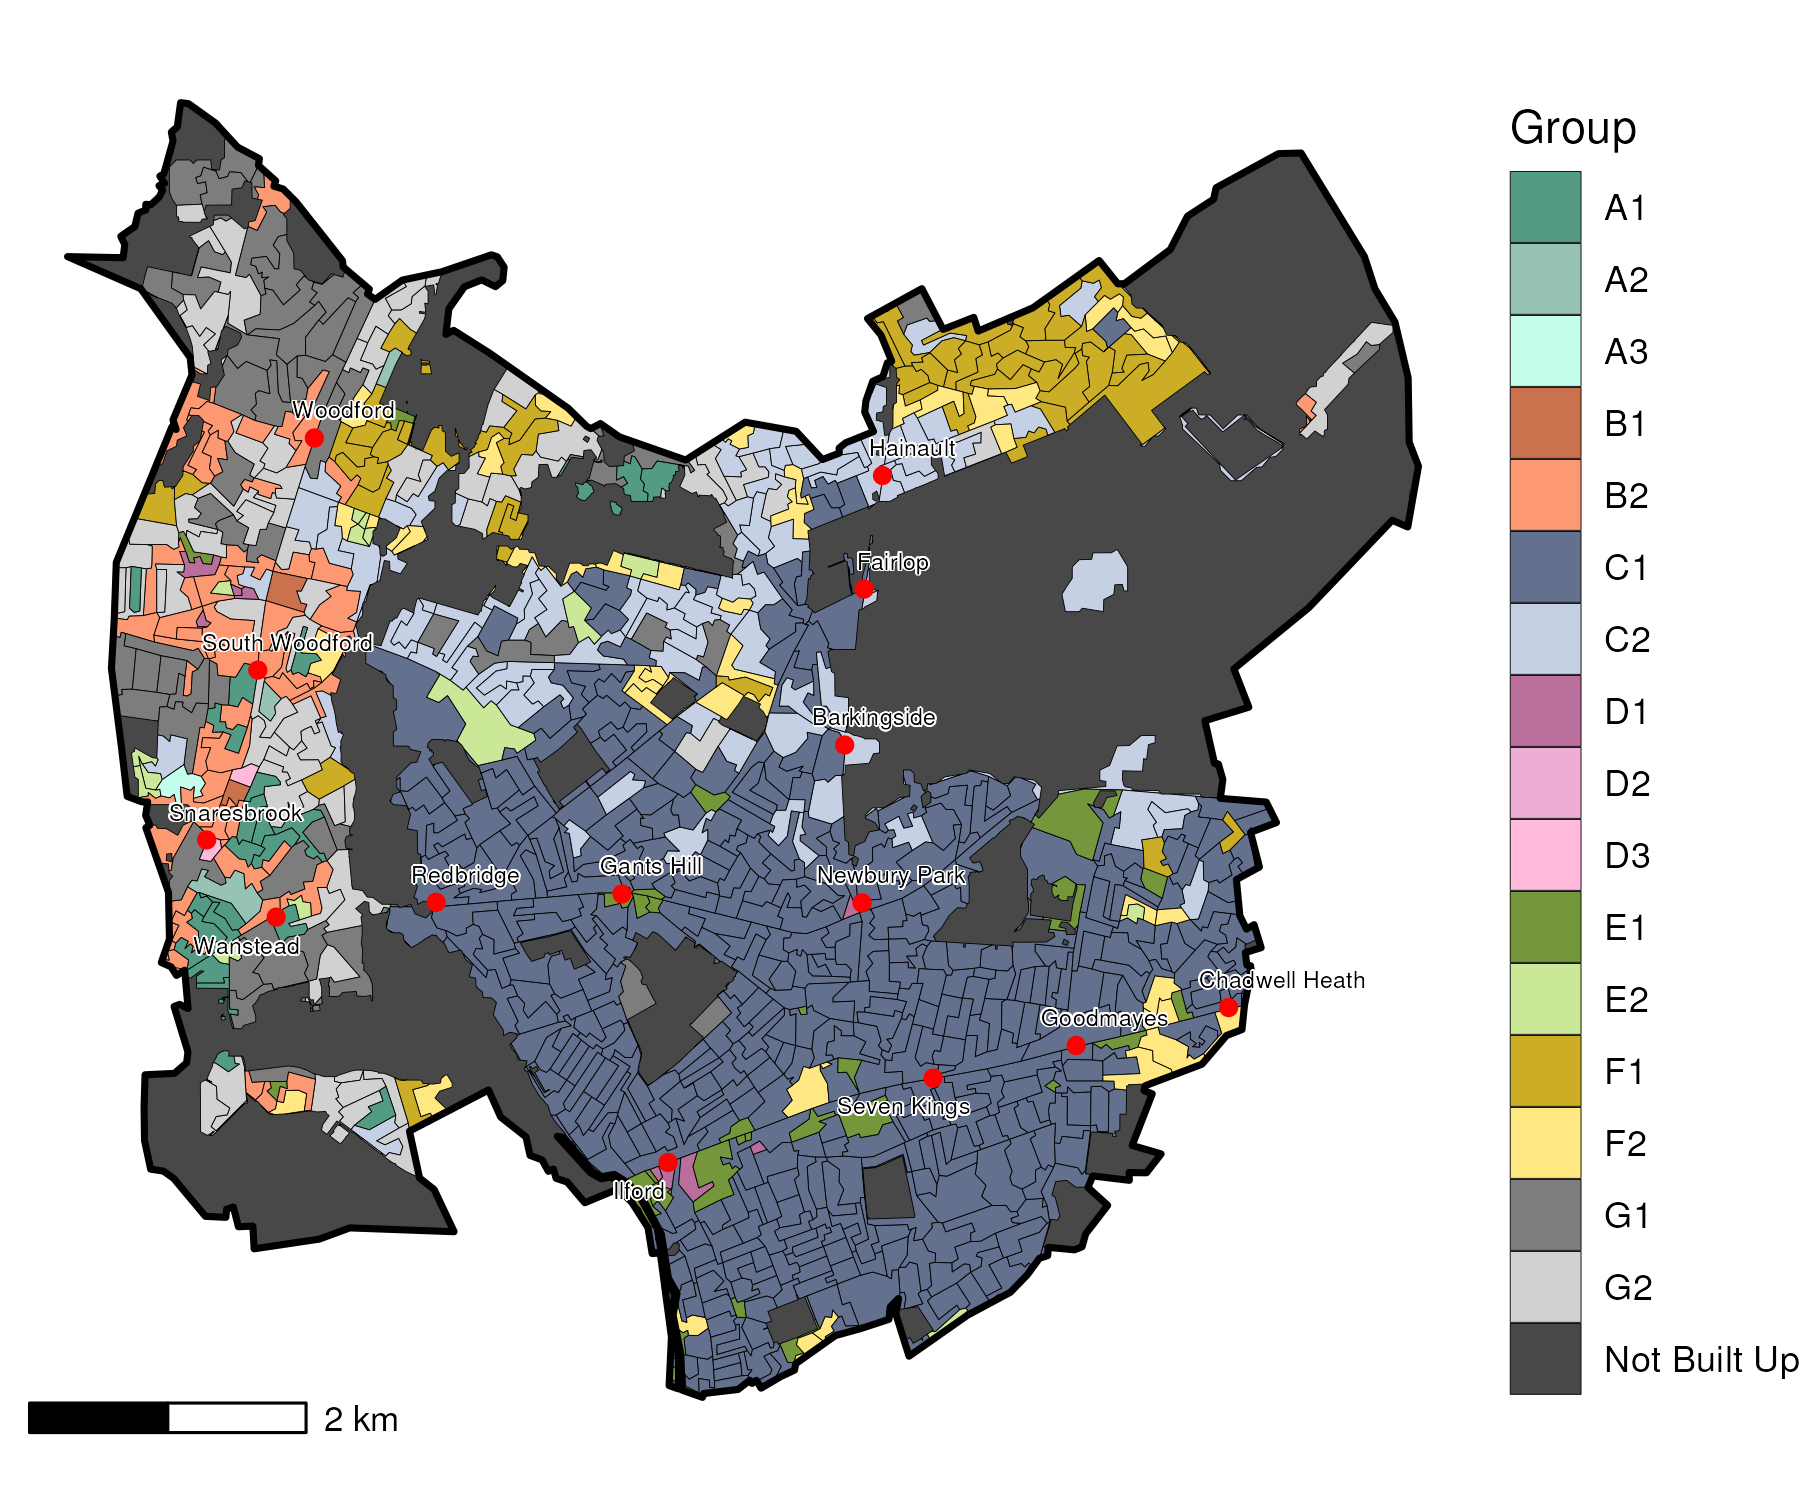 Group
A1
A2
A3
B1
B2
C1
C2
D1
D2
D3
E1
E2
F1
F2
G1
G2
Not Built Up
Woodford
Hainault
Fairlop
South Woodford
Barkingside
Snaresbrook
Redbridge
Gants Hill
Newbury Park
Wanstead
Chadwell Heath
Goodmayes
Seven Kings
Ilford
2 km